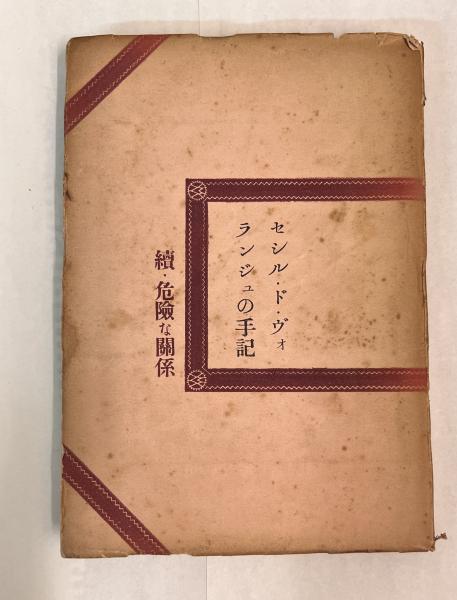 セシル・ド・ヴォ
ランジュの手記
續・危險な關係